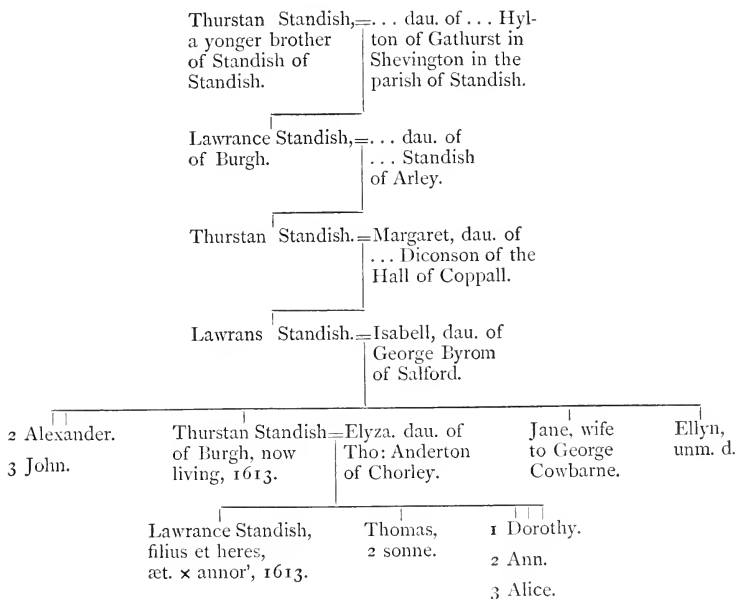 Thurstan Standish,=... dau. of ... Hyl-
a yonger brother
of Standish of
Standish.
ton of Gathurst in
Shevington in the
parish of Standish.
Lawrance Standish,=... dau. of
of Burgh.
... Standish
of Arley.
Thurstan Standish.=Margaret, dau. of
... Diconson of the
Hall of Coppall.
Lawrans Standish.=Isabell, dau. of
George Byrom
of Salford.
2 Alexander.
3 John.
Thurstan Standish=Elyza. dau. of
of Burgh, now
living, 1613.
Tho: Anderton
of Chorley.
Jane, wife
to George
Cowbarne.
Ellyn,
unm. d.
Lawrance Standish,
filius et heres,
æt. x annor', 1613.
Thomas,
2 sonne.
1 Dorothy.
2 Ann.
3 Alice.